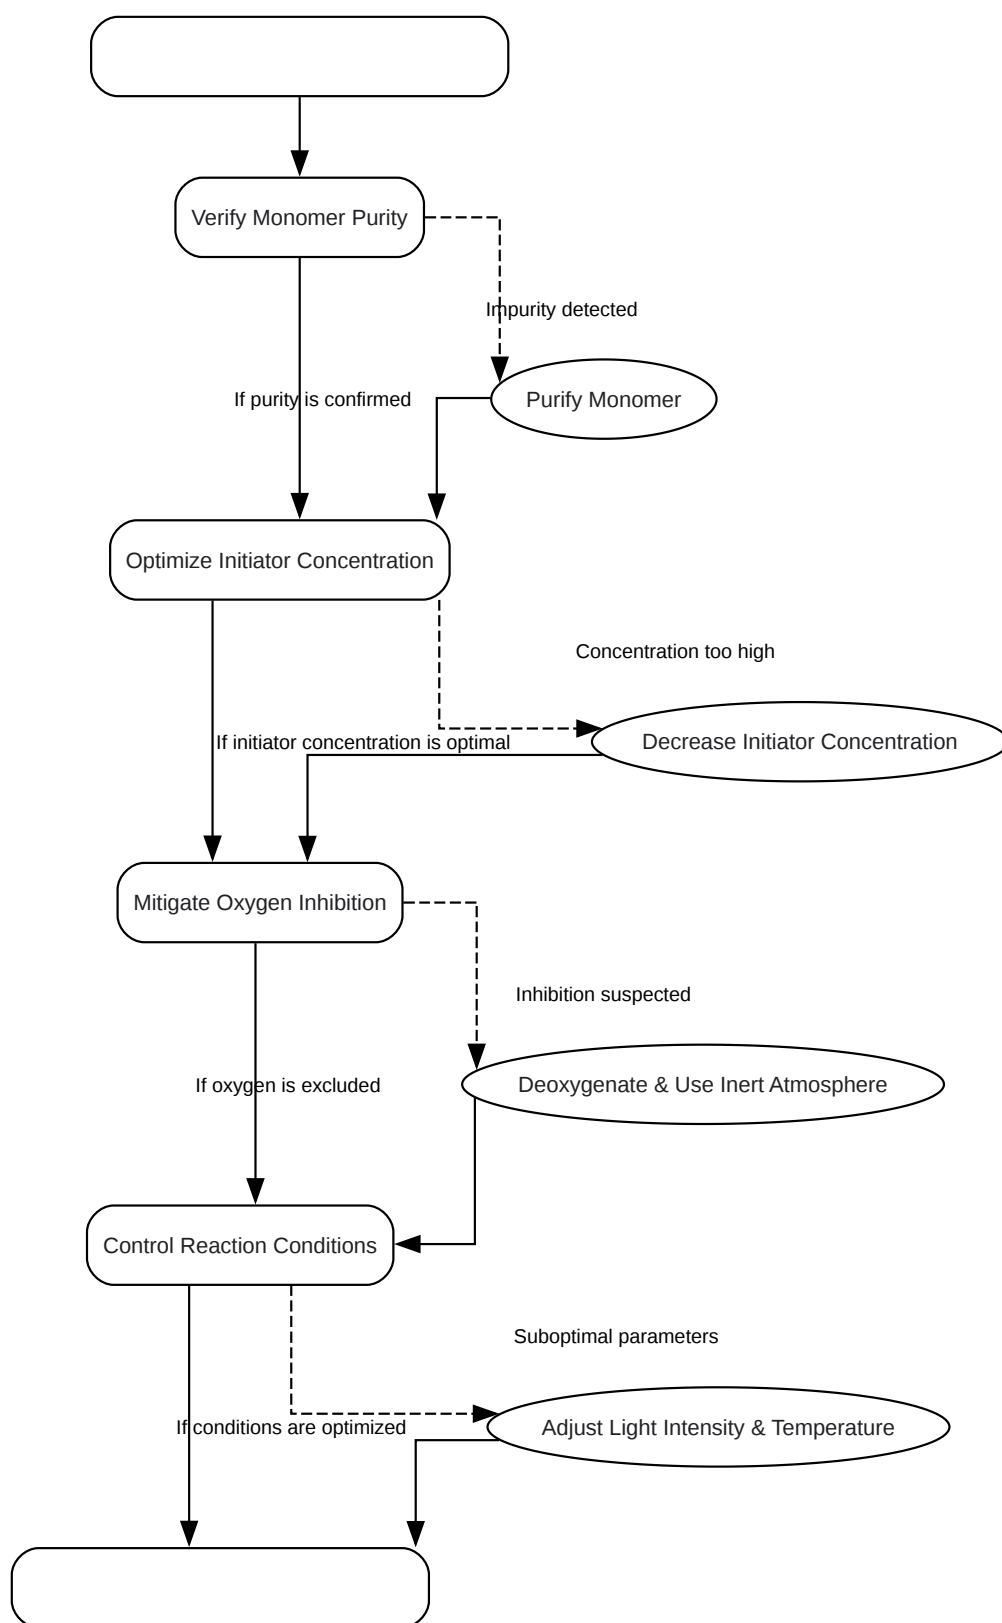 Verify Monomer Purity
Impurity detected
If purity is confirmed
Purify Monomer
Optimize Initiator Concentration
Concentration too high
If initiator concentration is optimal
Decrease Initiator Concentration
Mitigate Oxygen Inhibition
Inhibition suspected
If oxygen is excluded
Deoxygenate & Use Inert Atmosphere
Control Reaction Conditions
Suboptimal parameters
If conditions are optimized
Adjust Light Intensity & Temperature